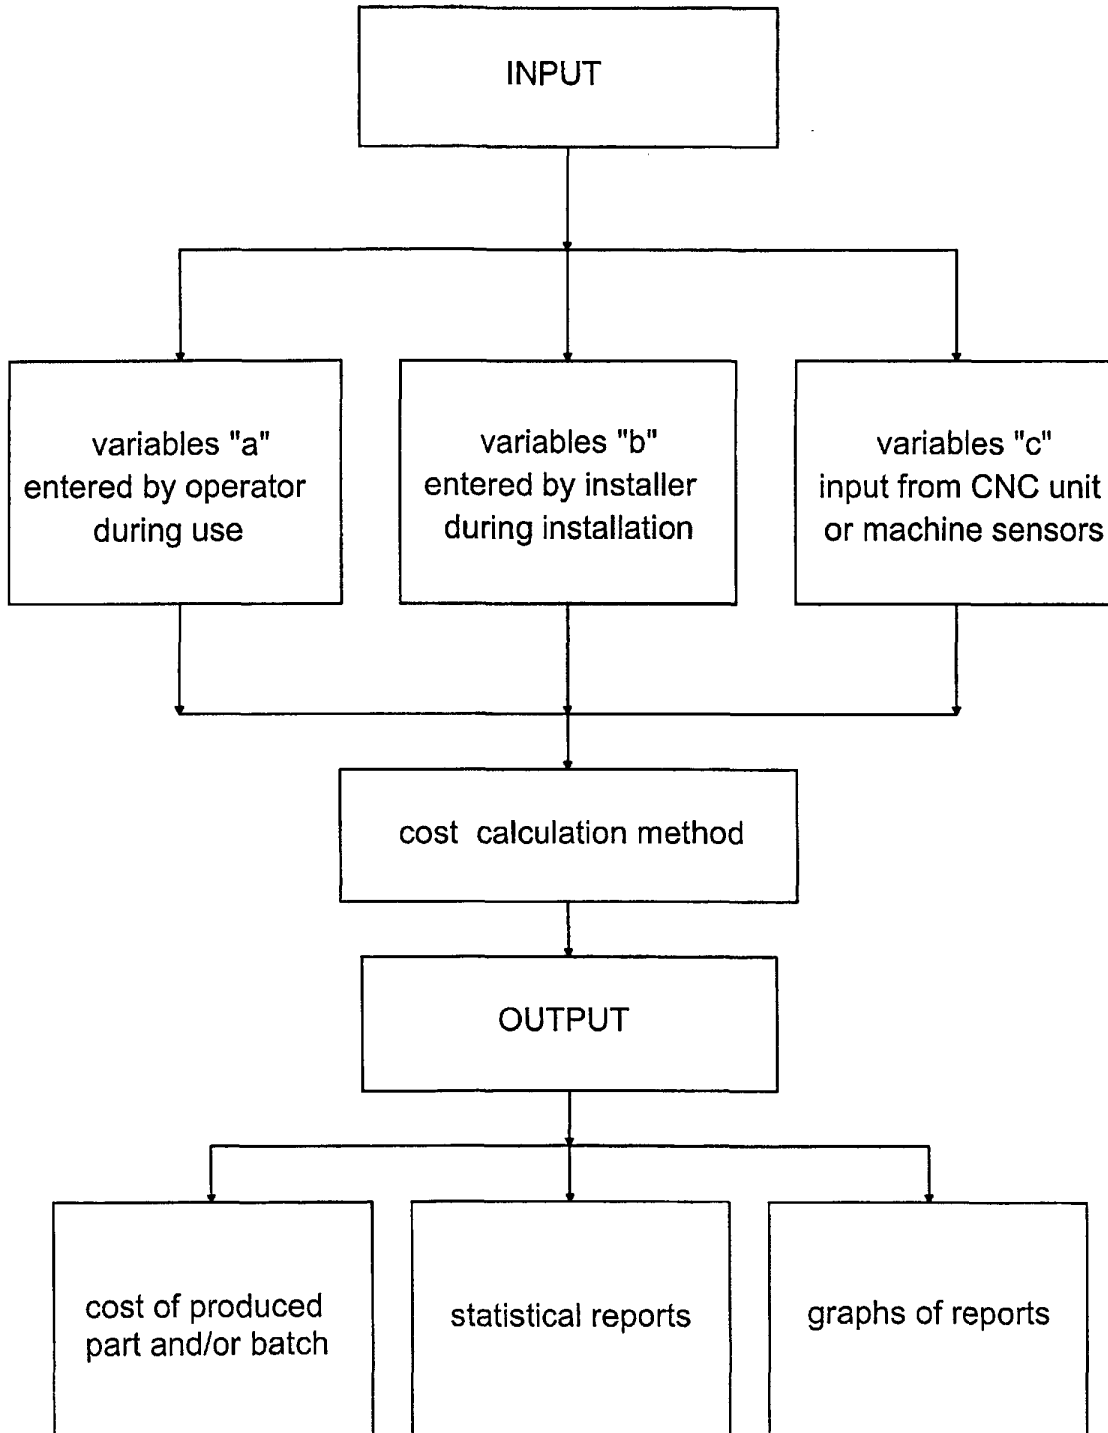 INPUT
variables "a"
entered by operator
during use
variables "b"
entered by installer
during installation
variables "c"
input from CNC unit
or machine sensors
cost calculation method
OUTPUT
cost of produced
part and/or batch
statistical reports
graphs of reports